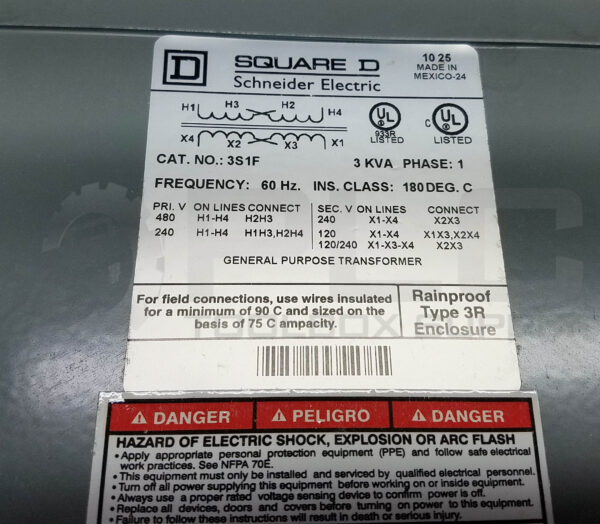 D SQUARE D 10 25
Schneider Electric MADE IN
MEXICO-24
H1 H3 H2 H4
X4 X2 X3 X1
UL 933R LISTED
C UL LISTED
CAT. NO.: 3S1F 3 KVA PHASE: 1
FREQUENCY: 60 Hz. INS. CLASS: 180 DEG. C
PRI. V ON LINES CONNECT SEC. V ON LINES CONNECT
480 H1-H4 H2H3 240 X1-X4 X2X3
240 H1-H4 H1H3,H2H4 120 X1-X4 X1X3,X2X4
120/240 X1-X3-X4 X2X3
GENERAL PURPOSE TRANSFORMER
For field connections, use wires insulated
for a minimum of 90 C and sized on the
basis of 75 C ampacity.
Rainproof
Type 3R
Enclosure
DANGER PELIGRO DANGER
HAZARD OF ELECTRIC SHOCK, EXPLOSION OR ARC FLASH
• Apply appropriate personal protection equipment (PPE) and follow safe electrical
work practices. See NFPA 70E.
• This equipment must only be installed and serviced by qualified electrical personnel.
• Turn off all power supplying this equipment before working on or inside equipment.
• Always use a proper rated voltage sensing device to confirm power is off.
• Replace all devices, doors and covers before turning on power to this equipment.
• Failure to follow these instructions will result in death or serious injury.